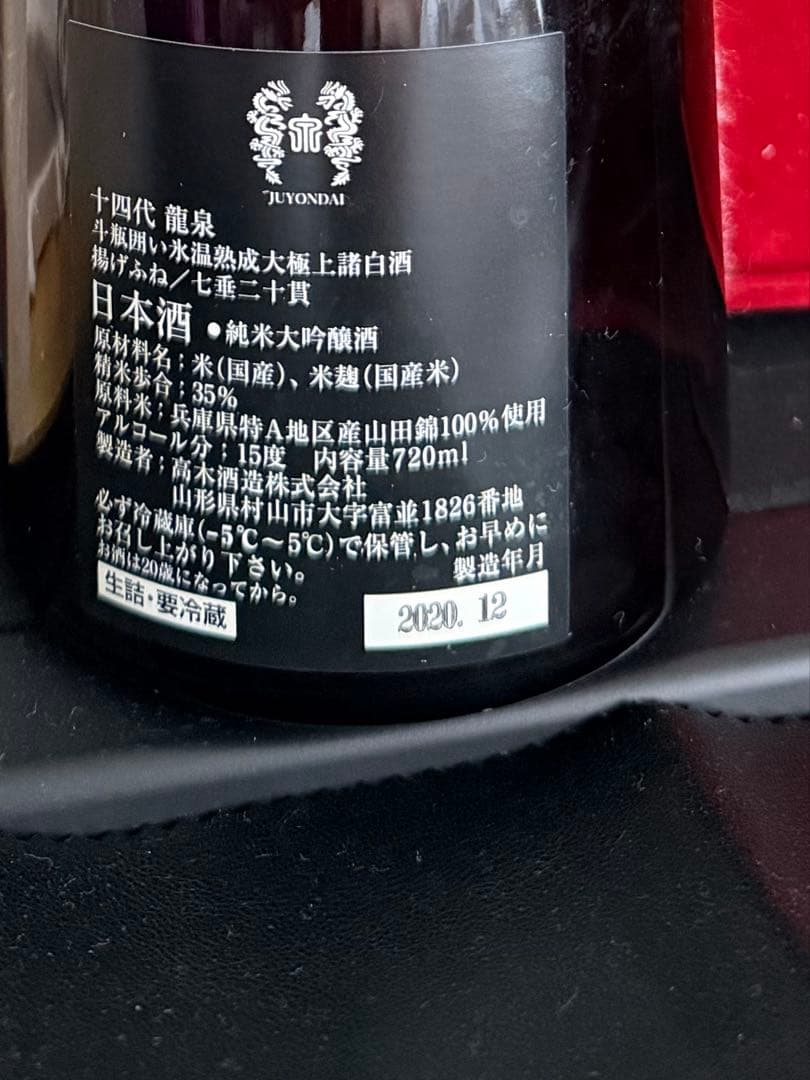 泉
JUYONDAI
十四代 龍泉
斗瓶囲い氷温熟成大極上諸白酒
揚げふね／七垂二十貫
日本酒 ●純米大吟醸酒
原材料名；米(国産)、米麹(国産米)
精米歩合；35%
原料米；兵庫県特A地区産山田錦100%使用
アルコール分；15度 内容量720ml
製造者；高木酒造株式会社
山形県村山市大字富並1826番地
必ず冷蔵庫(-5℃～5℃)で保管し、お早めに
お召し上がり下さい。
お酒は20歳になってから。
製造年月
生詰・要冷蔵
2020. 12